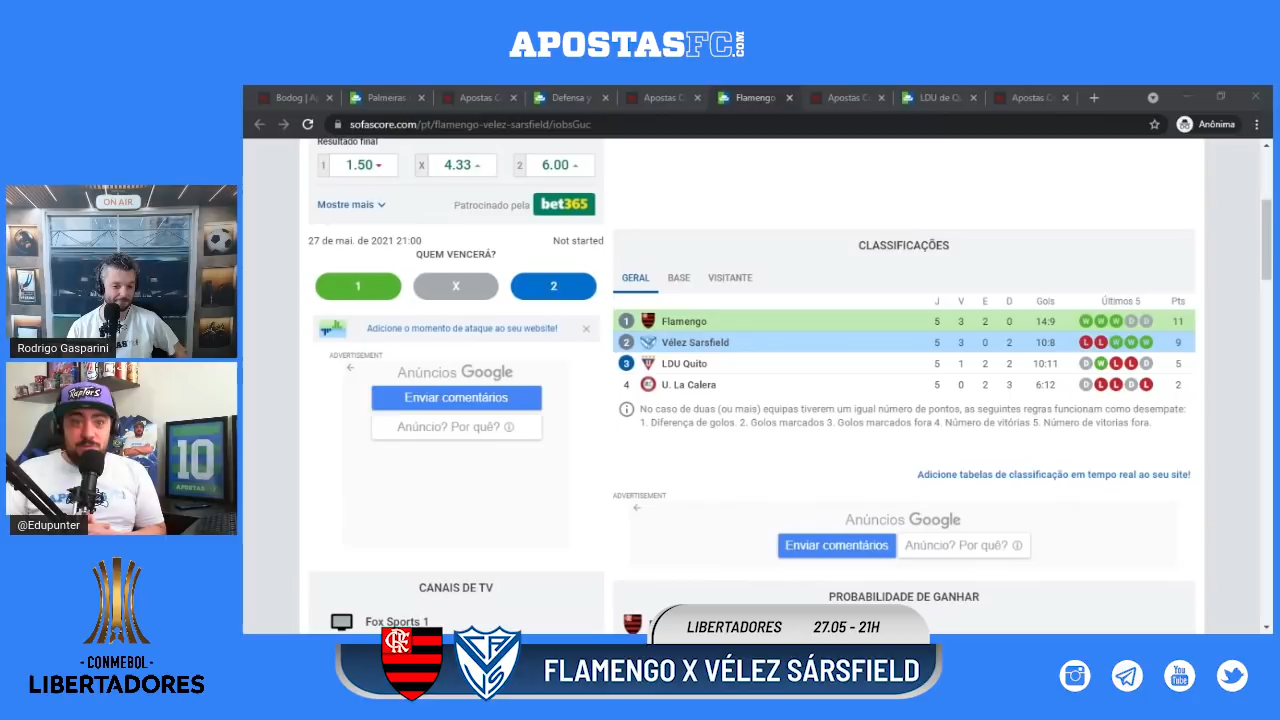 APOSTASFC.COM
Bodog | A
Palmeiras
Apostas C
Defensa y
Apostas C
Flamengo
Apostas C
LDU de Q
Apostas C
sofascore.com/pt/flamengo-velez-sarsfield/iobsGuc
Anônima
Resultado final
1 1.50
X 4.33
2 6.00
Mostre mais
Patrocinado pela bet365
27 de mai. de 2021 21:00
Not started
QUEM VENCERÁ?
1 X 2
Adicione o momento de ataque ao seu website!
ADVERTISEMENT
Anúncios Google
Enviar comentários
Anúncio? Por quê?
CANAIS DE TV
Fox Sports 1
CLASSIFICAÇÕES
GERAL BASE VISITANTE
J V E D Gols Últimos 5 Pts
1 Flamengo 5 3 2 0 14:9 W W W D D 11
2 Vélez Sarsfield 5 3 0 2 10:8 L L W W W 9
3 LDU Quito 5 1 2 2 10:11 D W L L D 5
4 U. La Calera 5 0 2 3 6:12 D L L D L 2
No caso de duas (ou mais) equipas tiverem um igual número de pontos, as seguintes regras funcionam como desempate:
1. Diferença de golos. 2. Golos marcados 3. Golos marcados fora 4. Número de vitórias 5. Número de vitorias fora.
Adicione tabelas de classificação em tempo real ao seu site!
ADVERTISEMENT
Anúncios Google
Enviar comentários
Anúncio? Por quê?
PROBABILIDADE DE GANHAR
ON AIR
Rodrigo Gasparini
RAPTORS
10
APOSTAS
@Edupunter
- CONMEBOL -
LIBERTADORES
LIBERTADORES 27.05 - 21H
FLAMENGO X VÉLEZ SÁRSFIELD
You
Tube